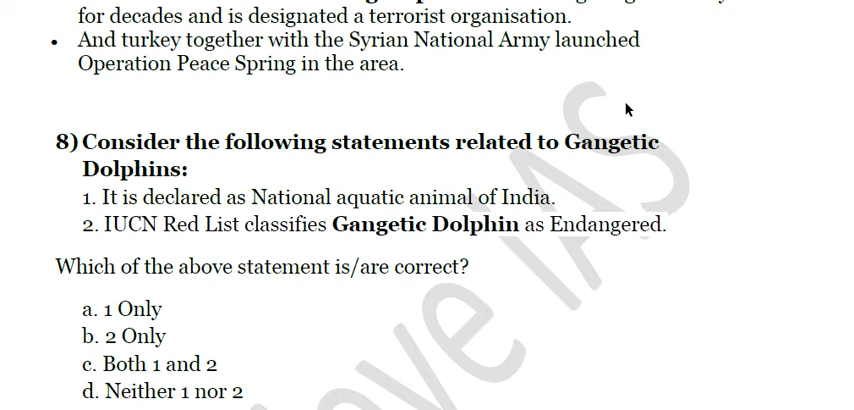 for decades and is designated a terrorist organisation.
• And turkey together with the Syrian National Army launched
Operation Peace Spring in the area.
8) Consider the following statements related to Gangetic
Dolphins:
1. It is declared as National aquatic animal of India.
2. IUCN Red List classifies Gangetic Dolphin as Endangered.
Which of the above statement is/are correct?
a. 1 Only
b. 2 Only
c. Both 1 and 2
d. Neither 1 nor 2
IAS